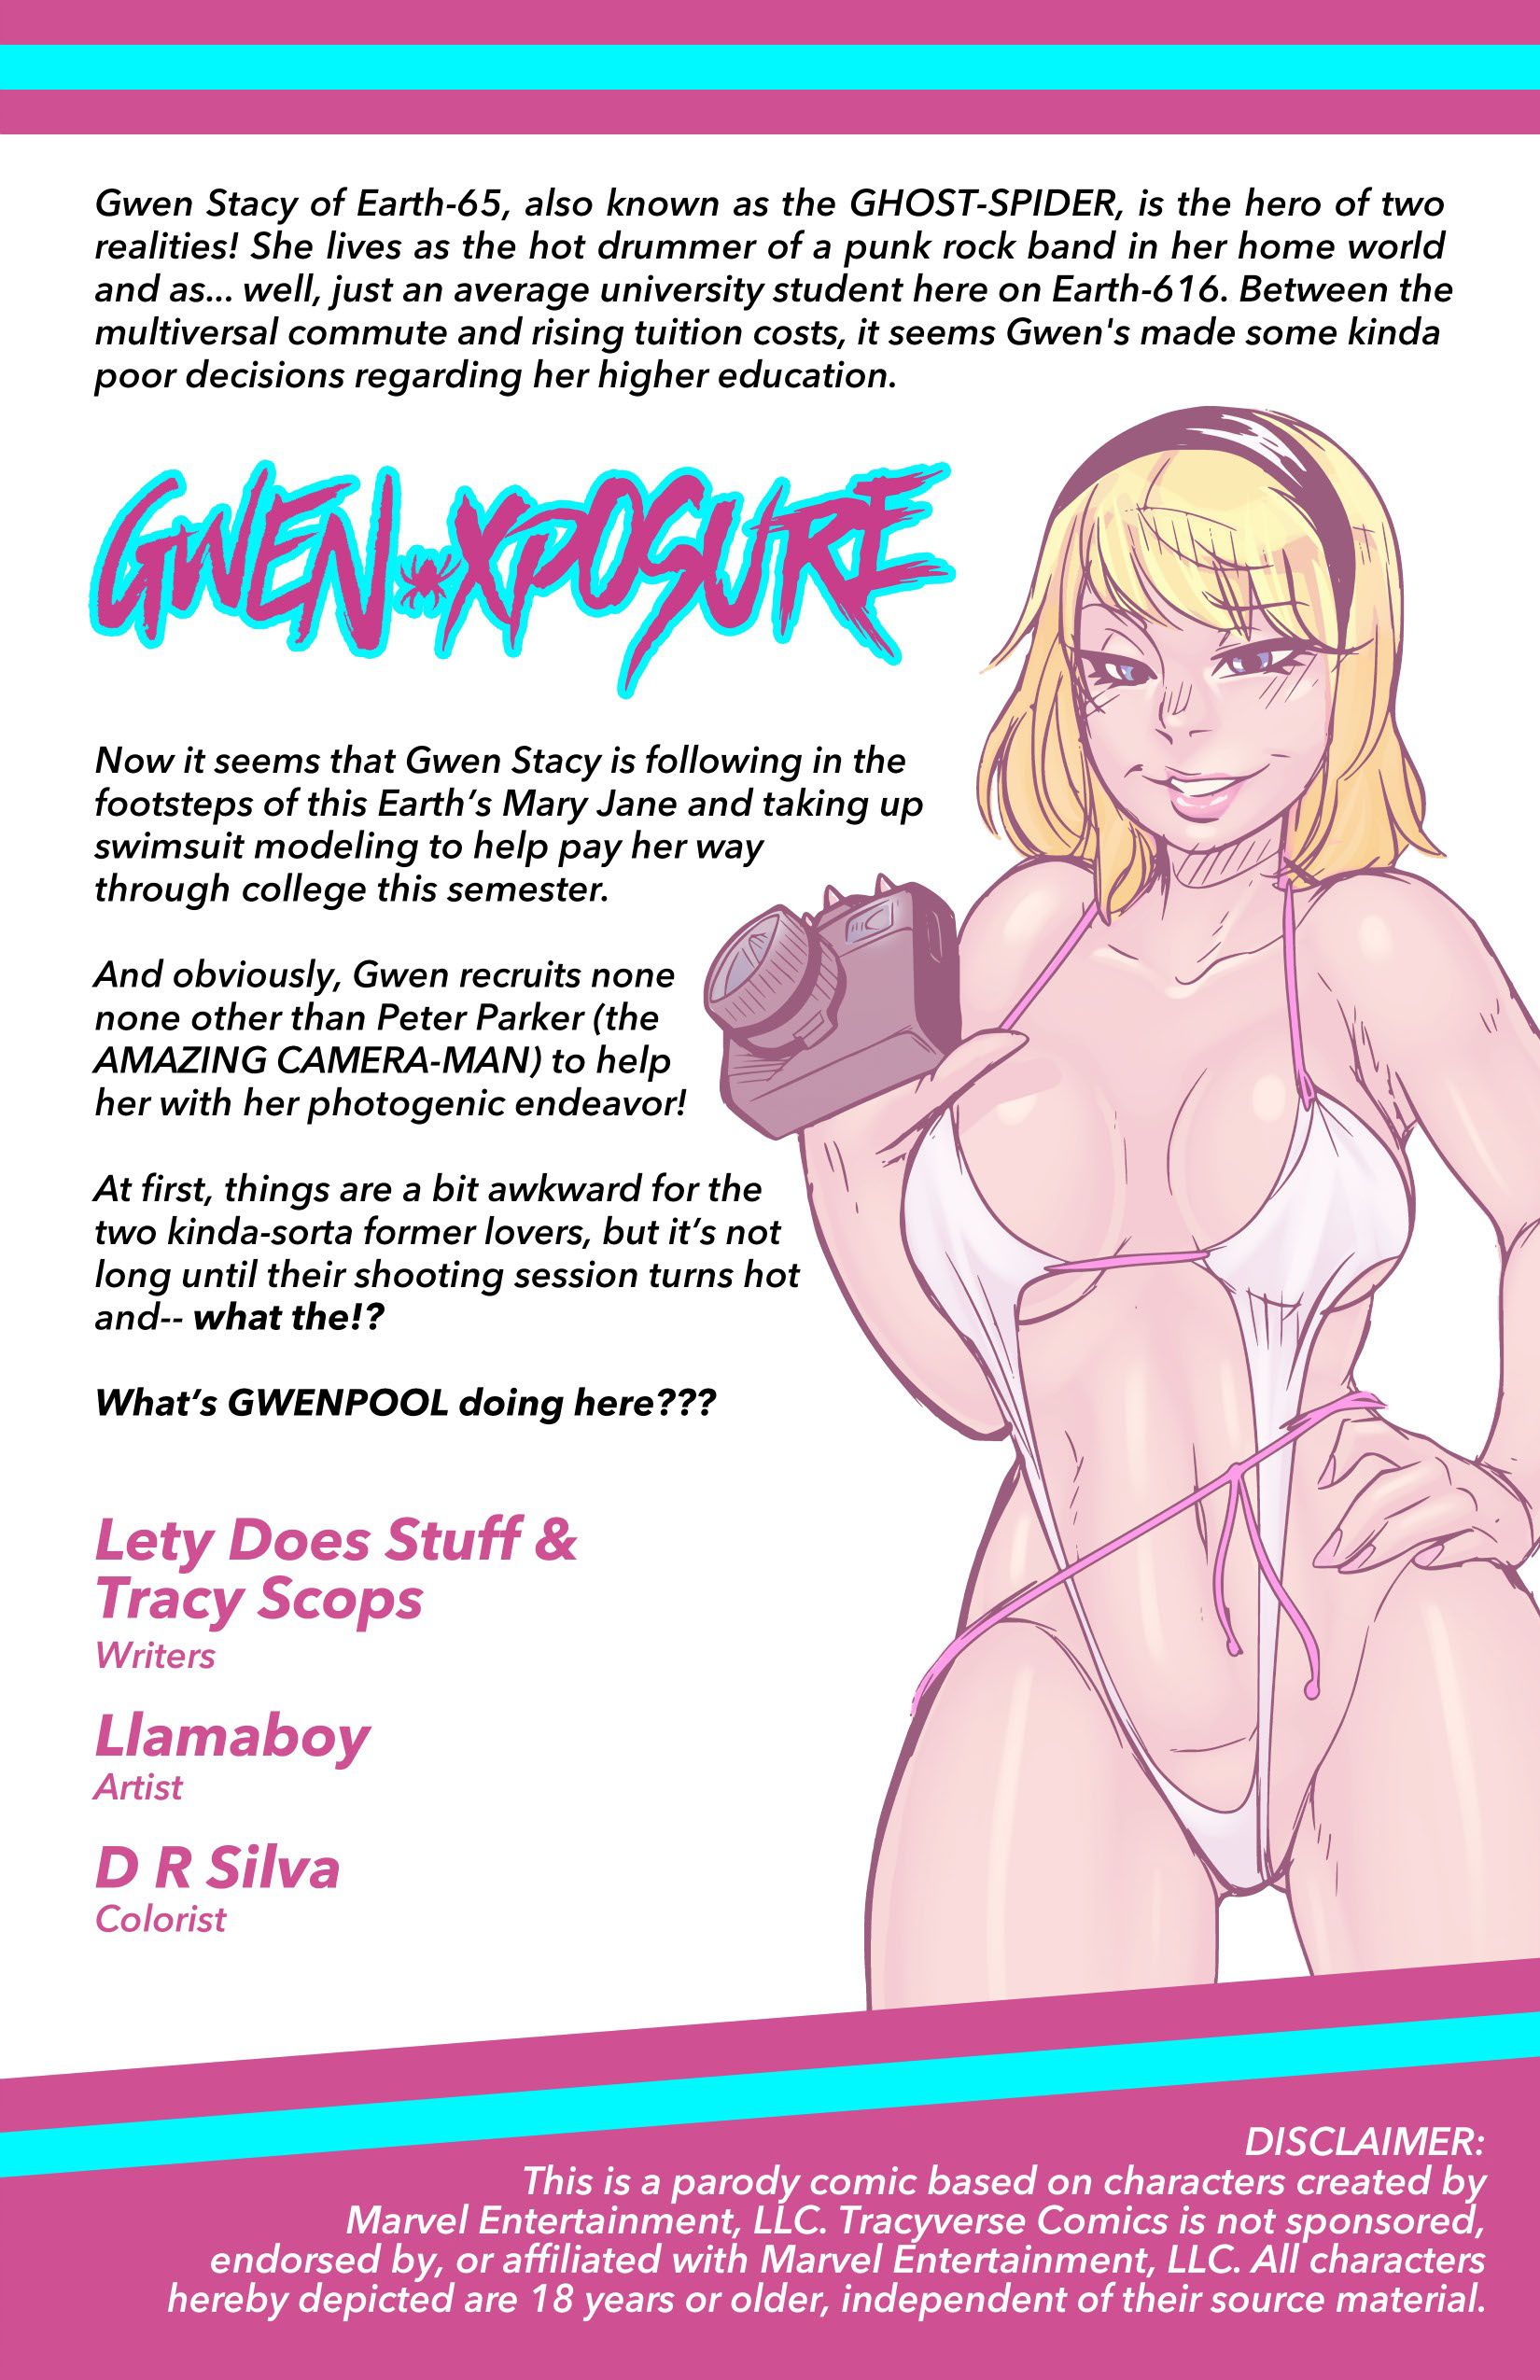 Gwen Stacy of Earth-65, also known as the GHOST-SPIDER, is the hero of two
realities! She lives as the hot drummer of a punk rock band in her home world
and as... well, just an average university student here on Earth-616. Between the
multiversal commute and rising tuition costs, it seems Gwen's made some kinda
poor decisions regarding her higher education.
GWEN XPOSURE
Now it seems that Gwen Stacy is following in the
footsteps of this Earth’s Mary Jane and taking up
swimsuit modeling to help pay her way
through college this semester.
And obviously, Gwen recruits none
none other than Peter Parker (the
AMAZING CAMERA-MAN) to help
her with her photogenic endeavor!
At first, things are a bit awkward for the
two kinda-sorta former lovers, but it’s not
long until their shooting session turns hot
and-- what the!?
What’s GWENPOOL doing here???
Lety Does Stuff &
Tracy Scops
Writers
Llamaboy
Artist
D R Silva
Colorist
DISCLAIMER:
This is a parody comic based on characters created by
Marvel Entertainment, LLC. Tracyverse Comics is not sponsored,
endorsed by, or affiliated with Marvel Entertainment, LLC. All characters
hereby depicted are 18 years or older, independent of their source material.